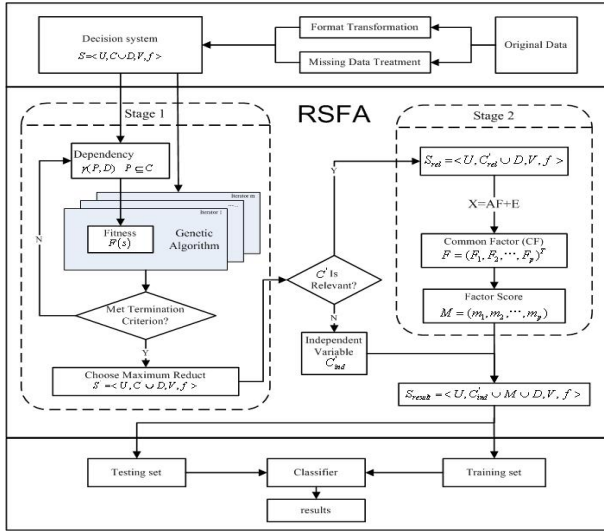 Decision system
S=<U,C∪D,V,f>
Format Transformation
Missing Data Treatment
Original Data
RSFA
Stage 1
Stage 2
Dependency
γ(P,D) P⊆C
Iterator m
...
Iterator 1
Fitness
F(s)
Genetic
Algorithm
N
Met Termination
Criterion?
Y
Choose Maximum Reduct
S'=<U,C'∪D,V,f>
C' Is
Relevant?
Y
N
Independent
Variable
C'ind
S_rel=<U,C'rel∪D,V,f>
X=AF+E
Common Factor (CF)
F=(F1,F2,⋯,Fp)^T
Factor Score
M=(m1,m2,⋯,mp)
S_result=<U,C'ind∪M∪D,V,f>
Testing set
Classifier
Training set
results